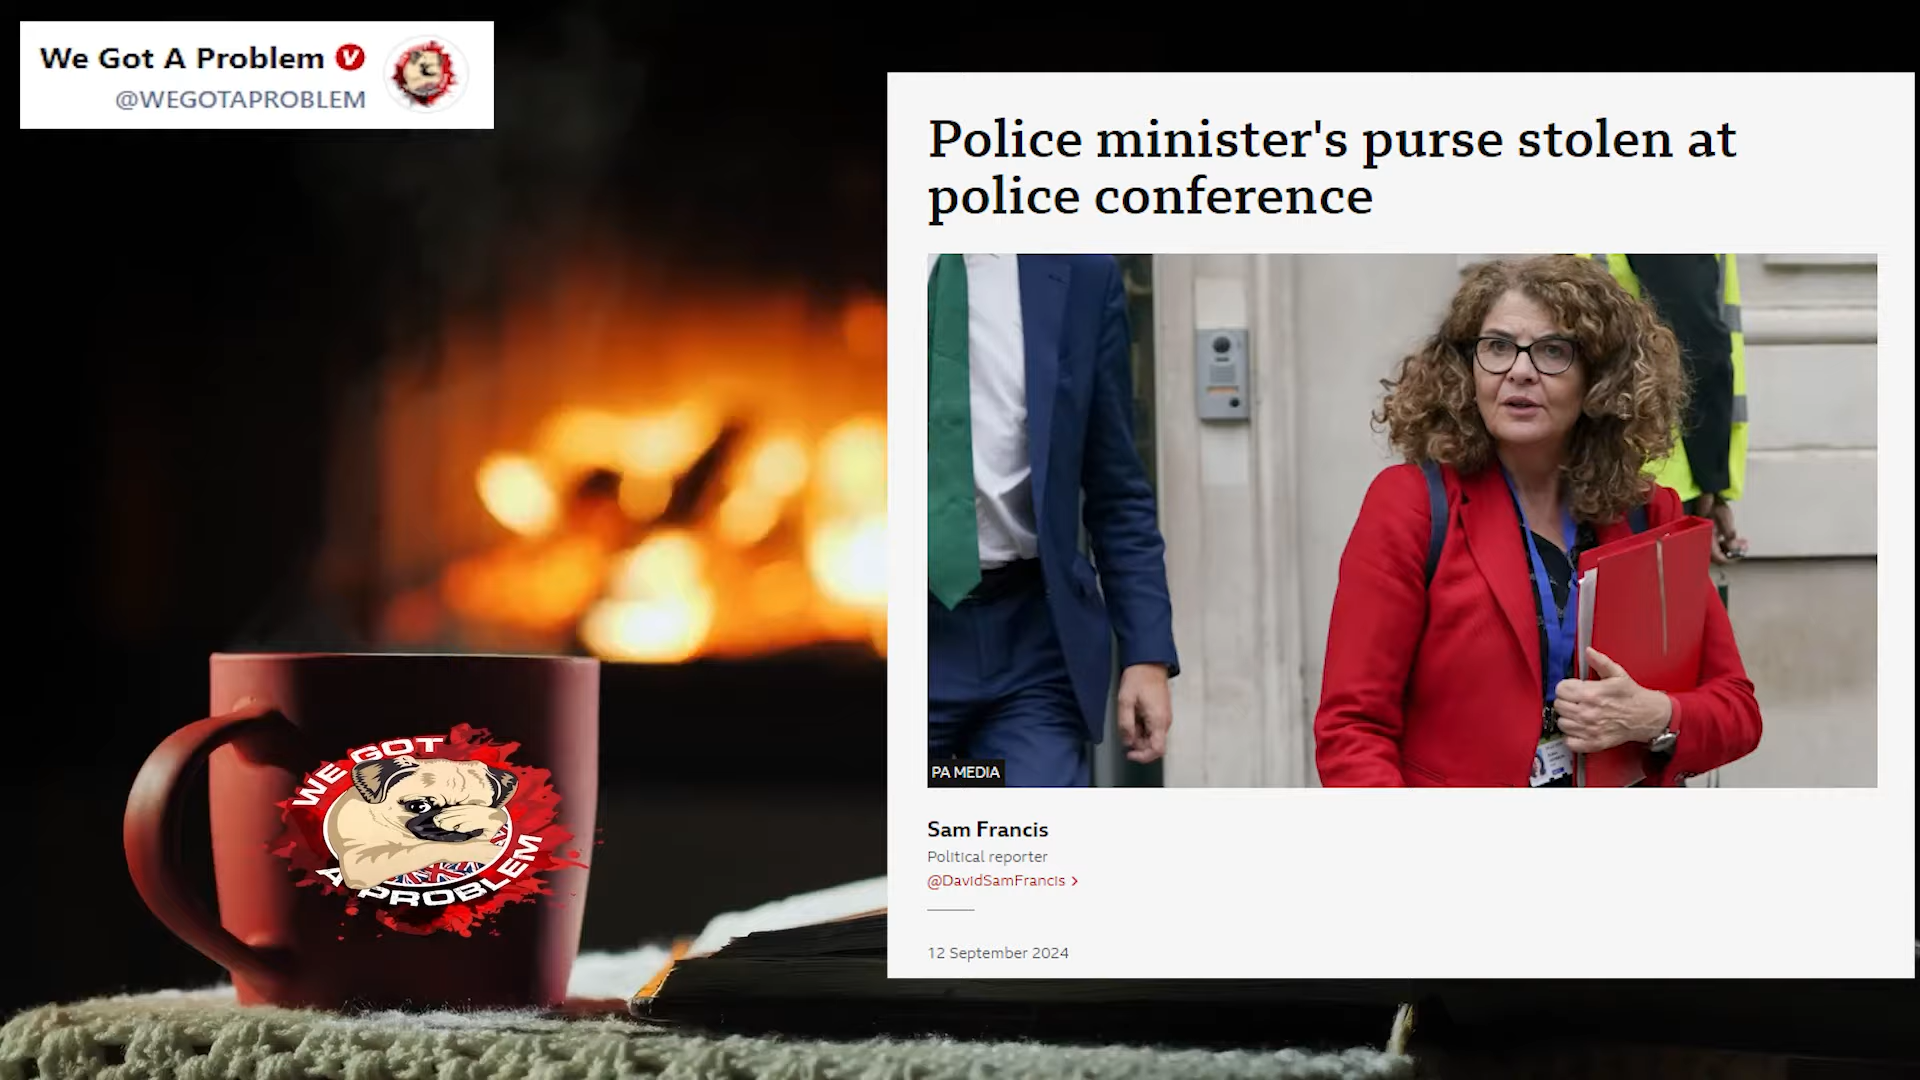 We Got A Problem
@WEGOTAPROBLEM
Police minister's purse stolen at
police conference
PA MEDIA
Sam Francis
Political reporter
@DavidSamFrancis
12 September 2024
WE GOT
A PROBLEM